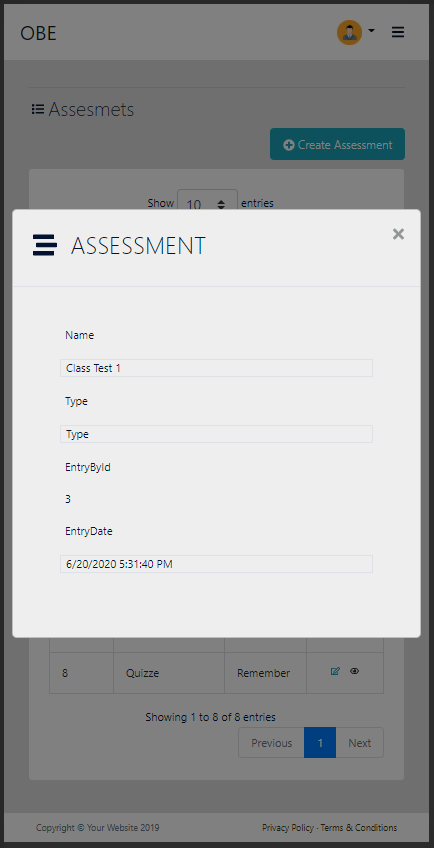 OBE
Assesmets
Create Assessment
Show 10 entries
ASSESSMENT
×
Name
Class Test 1
Type
Type
EntryById
3
EntryDate
6/20/2020 5:31:40 PM
8 Quizze Remember
Showing 1 to 8 of 8 entries
Previous 1 Next
Copyright © Your Website 2019 Privacy Policy · Terms & Conditions